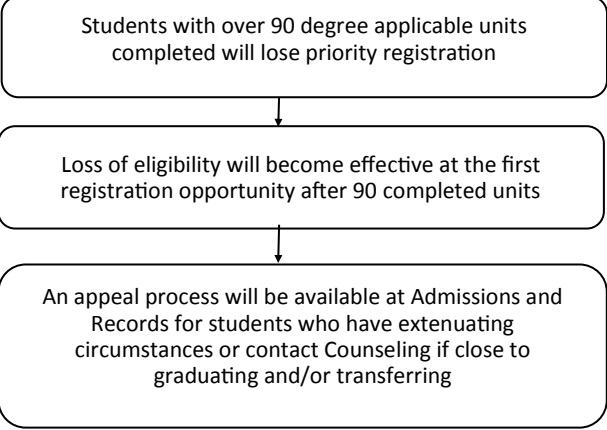 Students with over 90 degree applicable units
completed will lose priority registration
Loss of eligibility will become effective at the first
registration opportunity after 90 completed units
An appeal process will be available at Admissions and
Records for students who have extenuating
circumstances or contact Counseling if close to
graduating and/or transferring